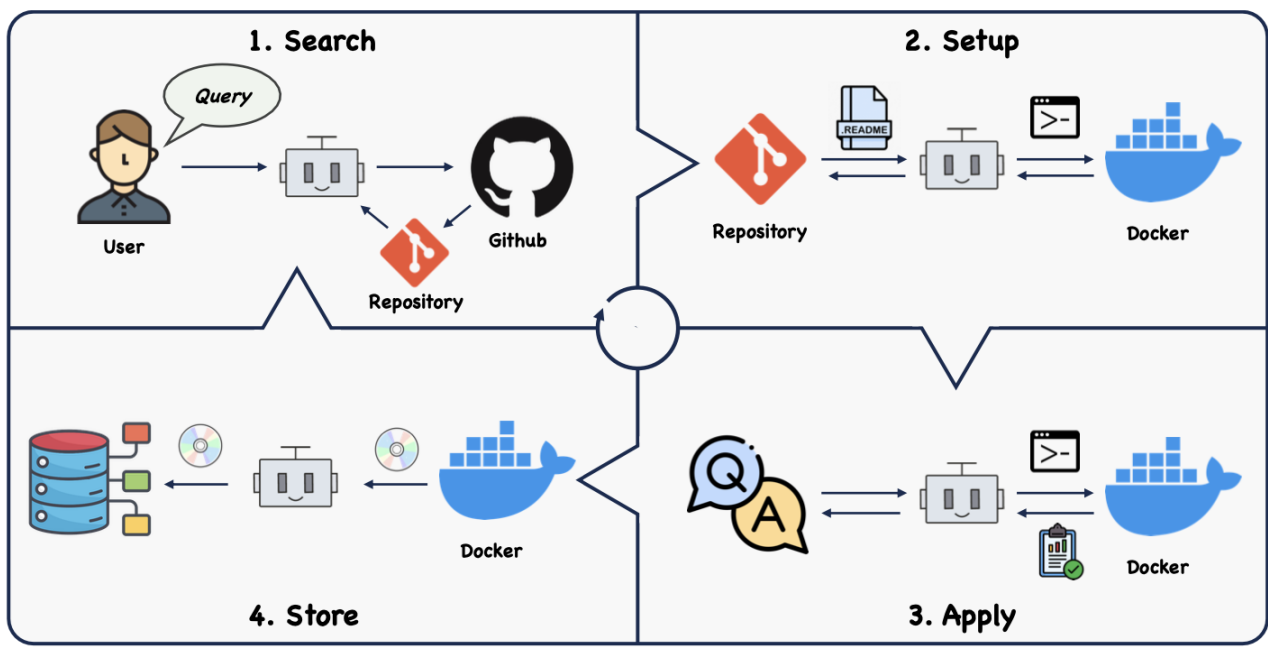 1. Search
Query
User
Github
Repository
2. Setup
.README
>-
Repository
Docker
Docker
4. Store
Q
A
>-
Docker
3. Apply